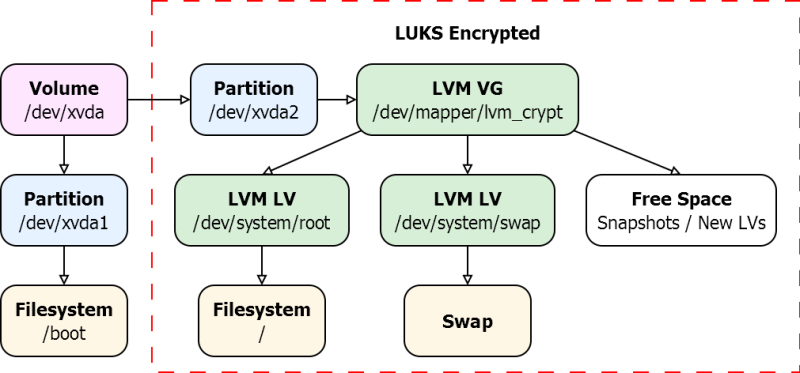 LUKS Encrypted
Volume
/dev/xvda
Partition
/dev/xvda2
LVM VG
/dev/mapper/lvm_crypt
Partition
/dev/xvda1
LVM LV
/dev/system/root
LVM LV
/dev/system/swap
Free Space
Snapshots / New LVs
Filesystem
/boot
Filesystem
/
Swap